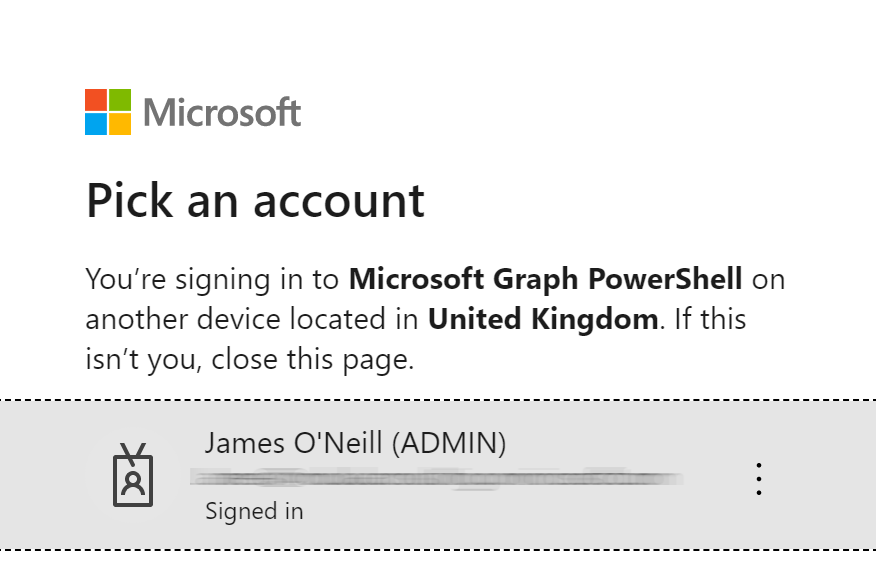 Microsoft
Pick an account
You’re signing in to Microsoft Graph PowerShell on
another device located in United Kingdom. If this
isn’t you, close this page.
James O'Neill (ADMIN)
Signed in